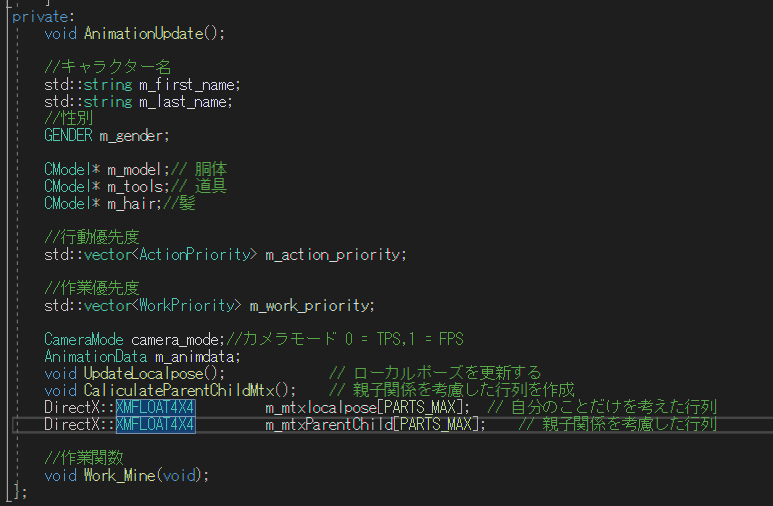 private:
void AnimationUpdate();
//キャラクター名
std::string m_first_name;
std::string m_last_name;
//性別
GENDER m_gender;
CModel* m_model;// 胴体
CModel* m_tools;// 道具
CModel* m_hair;//髪
//行動優先度
std::vector<ActionPriority> m_action_priority;
//作業優先度
std::vector<WorkPriority> m_work_priority;
CameraMode camera_mode;//カメラモード 0 = TPS,1 = FPS
AnimationData m_animdata;
void UpdateLocalpose(); // ローカルポーズを更新する
void CaliculateParentChildMtx(); // 親子関係を考慮した行列を作成
DirectX::XMFLOAT4X4 m_mtxlocalpose[PARTS_MAX]; // 自分のことだけを考えた行列
DirectX::XMFLOAT4X4 m_mtxParentChild[PARTS_MAX]; // 親子関係を考慮した行列
//作業関数
void Work_Mine(void);
};